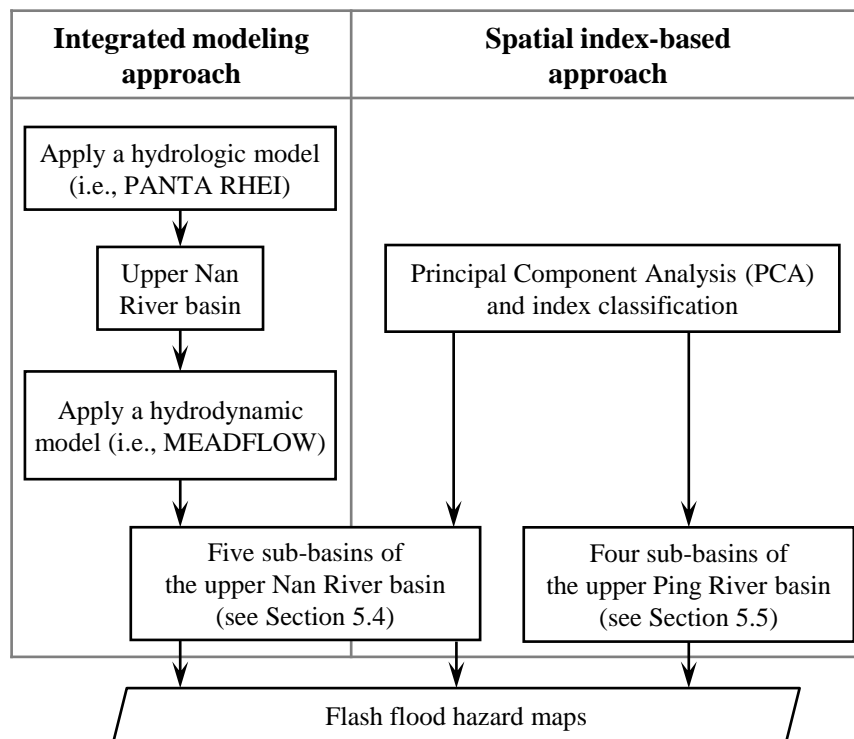 Integrated modeling
approach
Spatial index-based
approach
Apply a hydrologic model
(i.e., PANTA RHEI)
Upper Nan
River basin
Principal Component Analysis (PCA)
and index classification
Apply a hydrodynamic
model (i.e., MEADFLOW)
Five sub-basins of
the upper Nan River basin
(see Section 5.4)
Four sub-basins of
the upper Ping River basin
(see Section 5.5)
Flash flood hazard maps